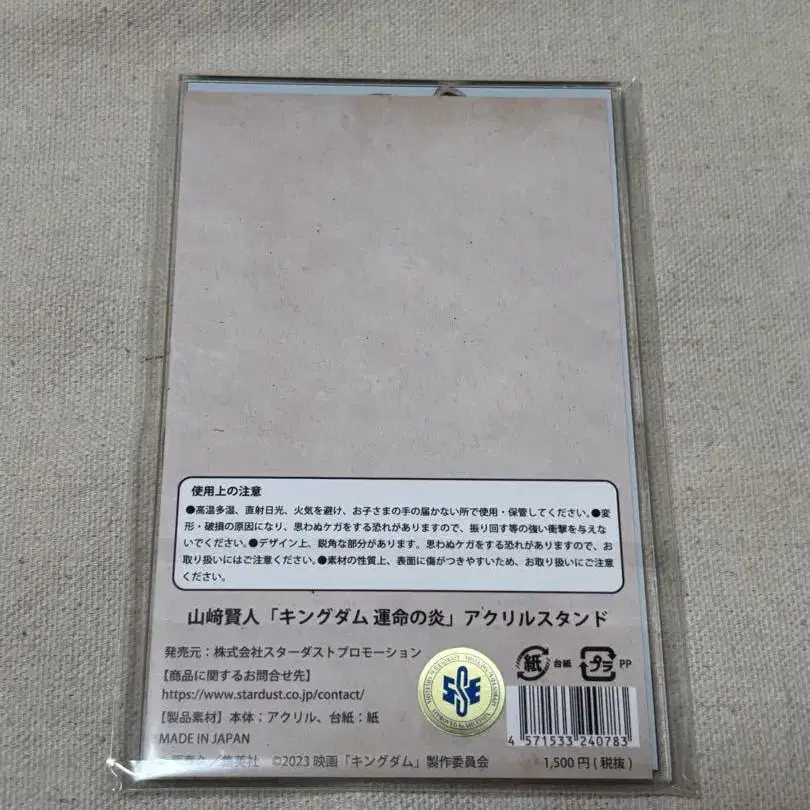 使用上の注意
●高温多湿、直射日光、火気を避け、お子さまの手の届かない所で使用・保管してください。●変
形・破損の原因になり、思わぬケガをする恐れがありますので、振り回す等の強い衝撃を与えな
いでください。●デザイン上、鋭角な部分があります。思わぬケガをする恐れがありますので、お
取り扱いにはご注意ください。●素材の性質上、表面に傷がつきやすいため、お取り扱いにご注意
ください。
山﨑賢人「キングダム 運命の炎」アクリルスタンド
発売元：株式会社スターダストプロモーション
【商品に関するお問合せ先】
https://www.stardust.co.jp/contact/
【製品素材】本体：アクリル、台紙：紙
MADE IN JAPAN
集英社 ©2023 映画「キングダム」製作委員会
紙 台紙 プラ PP
4 571533 240783
1,500円(税抜)